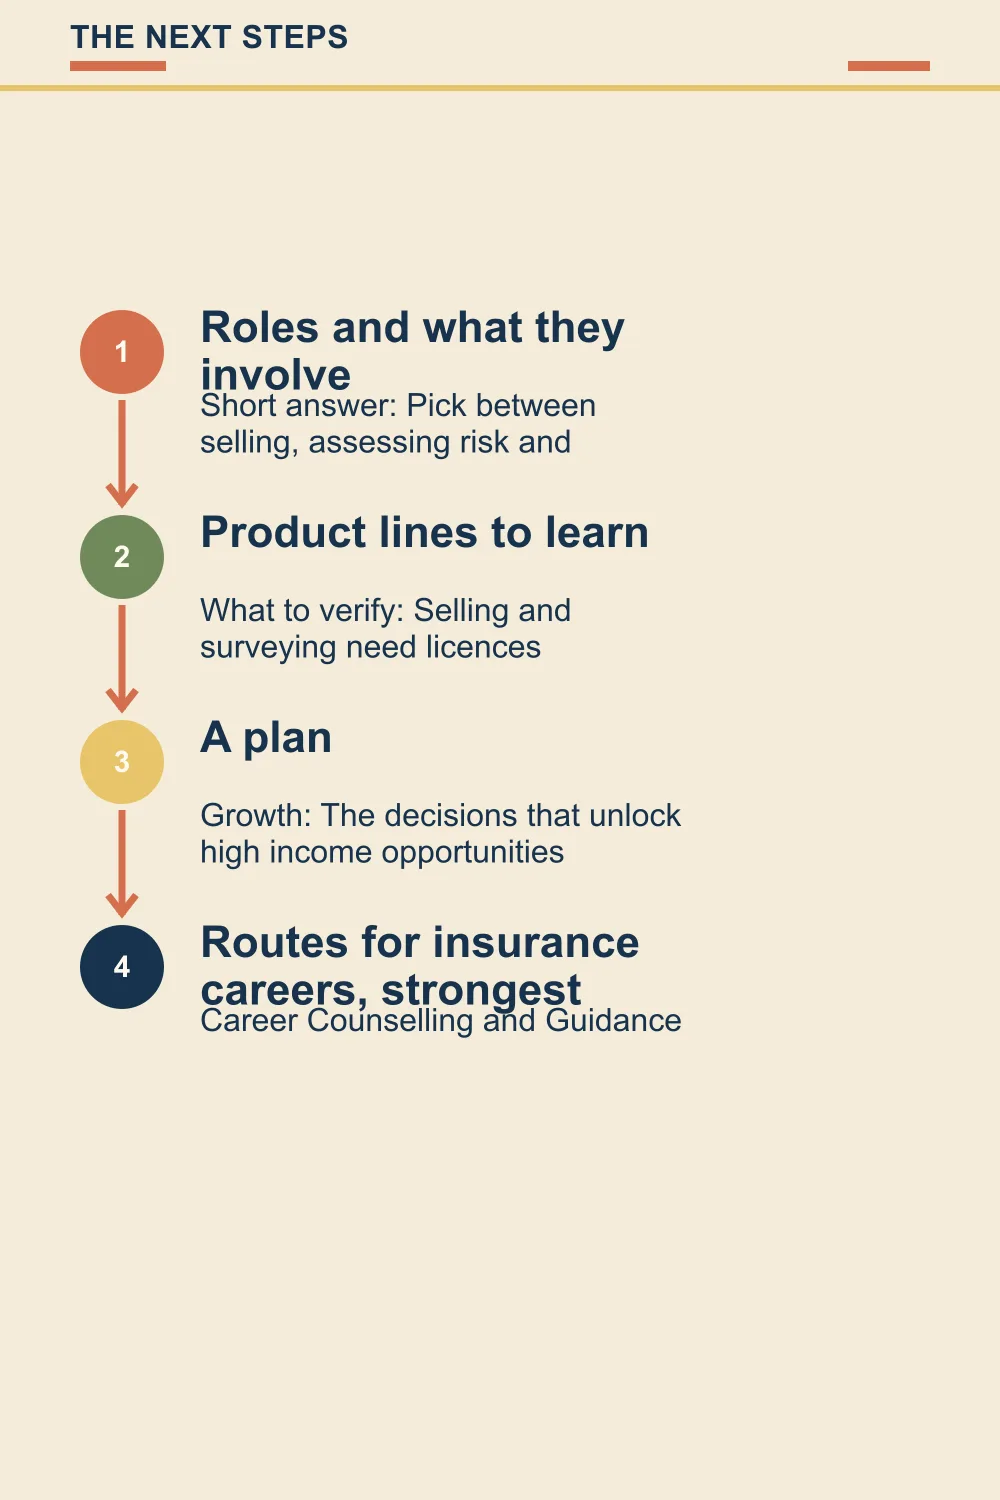 THE NEXT STEPS
1
Roles and what they
involve
Short answer: Pick between
selling, assessing risk and
2
Product lines to learn
What to verify: Selling and
surveying need licences
3
A plan
Growth: The decisions that unlock
high income opportunities
4
Routes for insurance
careers, strongest
Career Counselling and Guidance